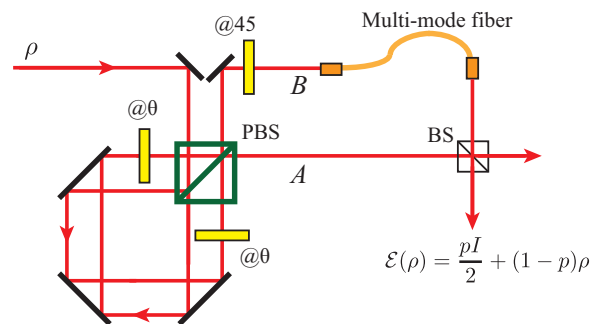 @45
Multi-mode fiber
ρ
B
@θ
PBS
BS
A
@θ
ℰ(ρ) = pI/2 + (1 − p)ρ